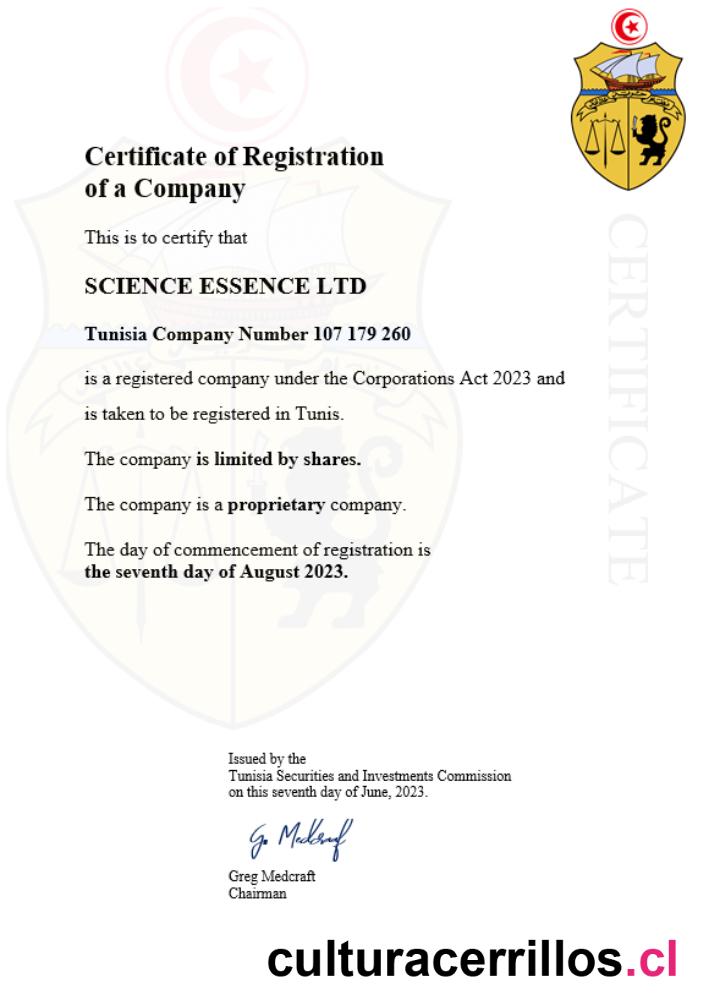 Certificate of Registration
of a Company
This is to certify that
SCIENCE ESSENCE LTD
Tunisia Company Number 107 179 260
is a registered company under the Corporations Act 2023 and
is taken to be registered in Tunis.
The company is limited by shares.
The company is a proprietary company.
The day of commencement of registration is
the seventh day of August 2023.
CERTIFICATE
Issued by the
Tunisia Securities and Investments Commission
on this seventh day of June, 2023.
G. Medcraf
Greg Medcraft
Chairman
culturacerrillos.cl